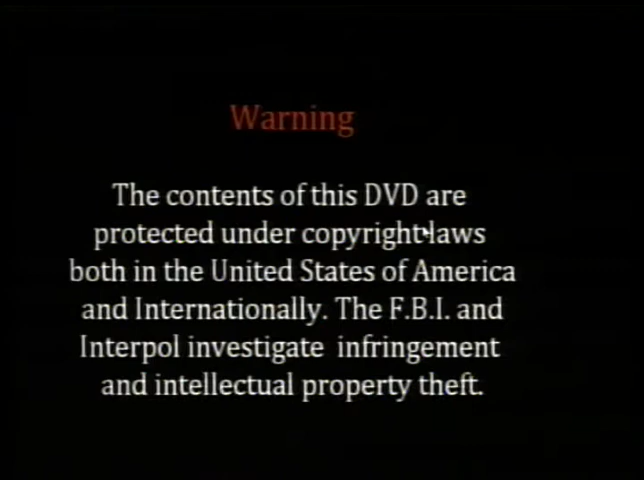 Warning
The contents of this DVD are
protected under copyright laws
both in the United States of America
and Internationally. The F.B.I. and
Interpol investigate infringement
and intellectual property theft.